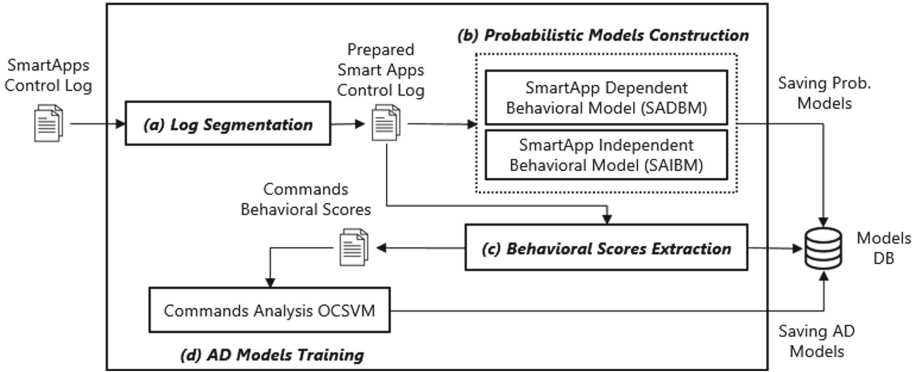 SmartApps
Control Log
(a) Log Segmentation
Prepared
Smart Apps
Control Log
(b) Probabilistic Models Construction
SmartApp Dependent
Behavioral Model (SADBM)
SmartApp Independent
Behavioral Model (SAIBM)
Saving Prob.
Models
Commands
Behavioral Scores
(c) Behavioral Scores Extraction
Models
DB
Commands Analysis OCSVM
(d) AD Models Training
Saving AD
Models